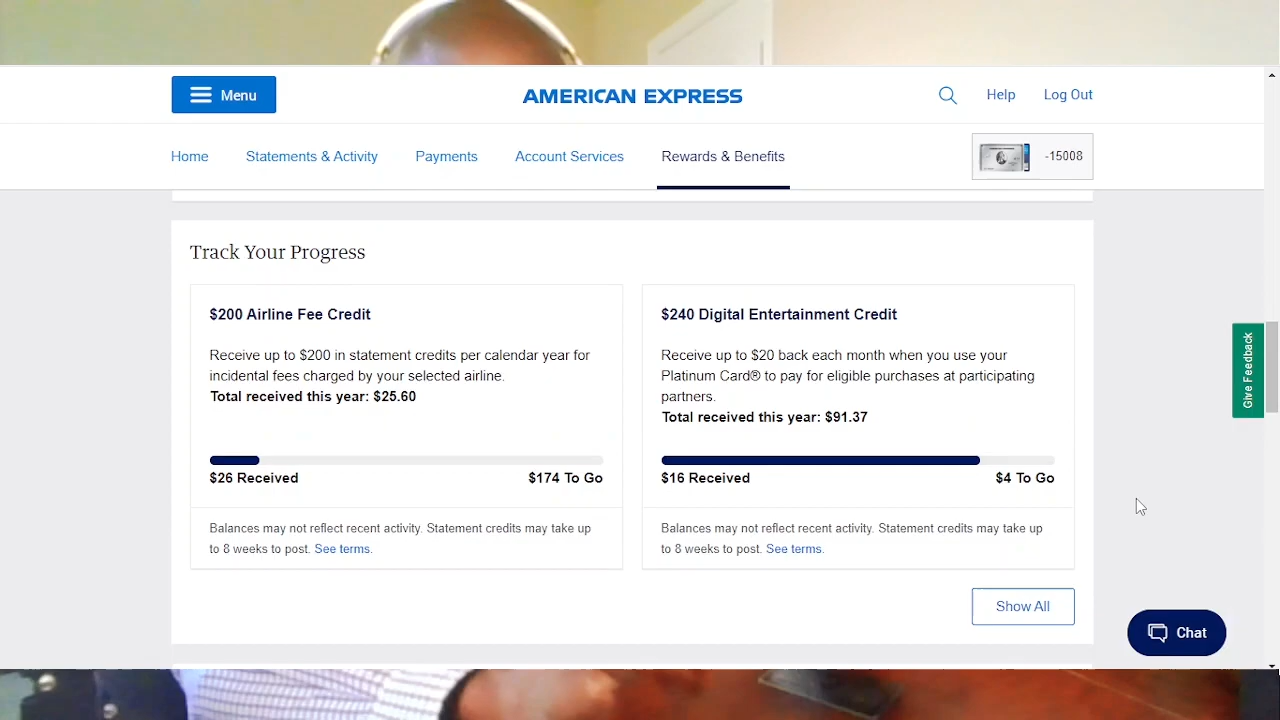 Menu
AMERICAN EXPRESS
Help
Log Out
Home
Statements & Activity
Payments
Account Services
Rewards & Benefits
-15008
Track Your Progress
$200 Airline Fee Credit
Receive up to $200 in statement credits per calendar year for
incidental fees charged by your selected airline.
Total received this year: $25.60
$26 Received
$174 To Go
Balances may not reflect recent activity. Statement credits may take up
to 8 weeks to post. See terms.
$240 Digital Entertainment Credit
Receive up to $20 back each month when you use your
Platinum Card® to pay for eligible purchases at participating
partners.
Total received this year: $91.37
$16 Received
$4 To Go
Balances may not reflect recent activity. Statement credits may take up
to 8 weeks to post. See terms.
Show All
Give Feedback
Chat